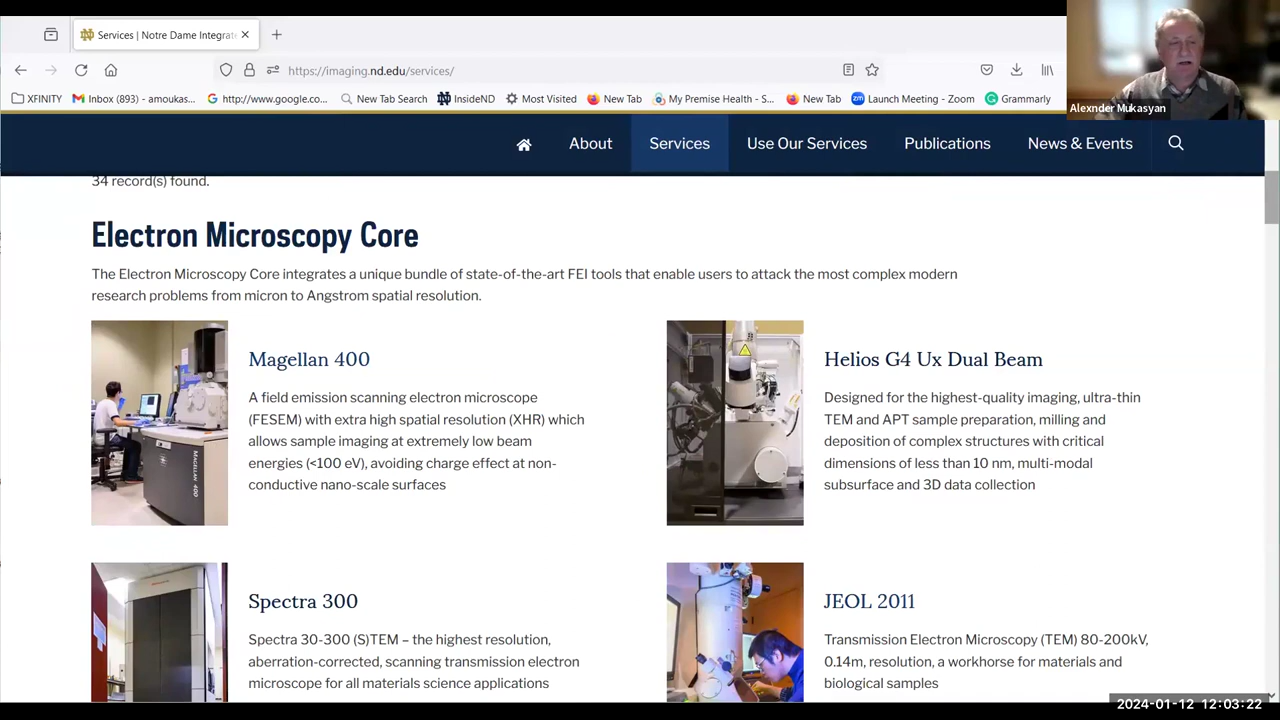 Services | Notre Dame Integrat
https://imaging.nd.edu/services/
XFINITY
Inbox (893) - amoukas...
http://www.google.co...
New Tab Search
InsideND
Most Visited
New Tab
My Premise Health - S...
New Tab
Launch Meeting - Zoom
Grammarly
Alexnder Mukasyan
About
Services
Use Our Services
Publications
News & Events
34 record(s) found.
Electron Microscopy Core
The Electron Microscopy Core integrates a unique bundle of state-of-the-art FEI tools that enable users to attack the most complex modern
research problems from micron to Angstrom spatial resolution.
MAGELLAN 400
Magellan 400
A field emission scanning electron microscope
(FESEM) with extra high spatial resolution (XHR) which
allows sample imaging at extremely low beam
energies (<100 eV), avoiding charge effect at non-
conductive nano-scale surfaces
Helios G4 Ux Dual Beam
Designed for the highest-quality imaging, ultra-thin
TEM and APT sample preparation, milling and
deposition of complex structures with critical
dimensions of less than 10 nm, multi-modal
subsurface and 3D data collection
Spectra 300
Spectra 30-300 (S)TEM – the highest resolution,
aberration-corrected, scanning transmission electron
microscope for all materials science applications
JEOL 2011
Transmission Electron Microscopy (TEM) 80-200kV,
0.14m, resolution, a workhorse for materials and
biological samples
2024-01-12 12:03:22